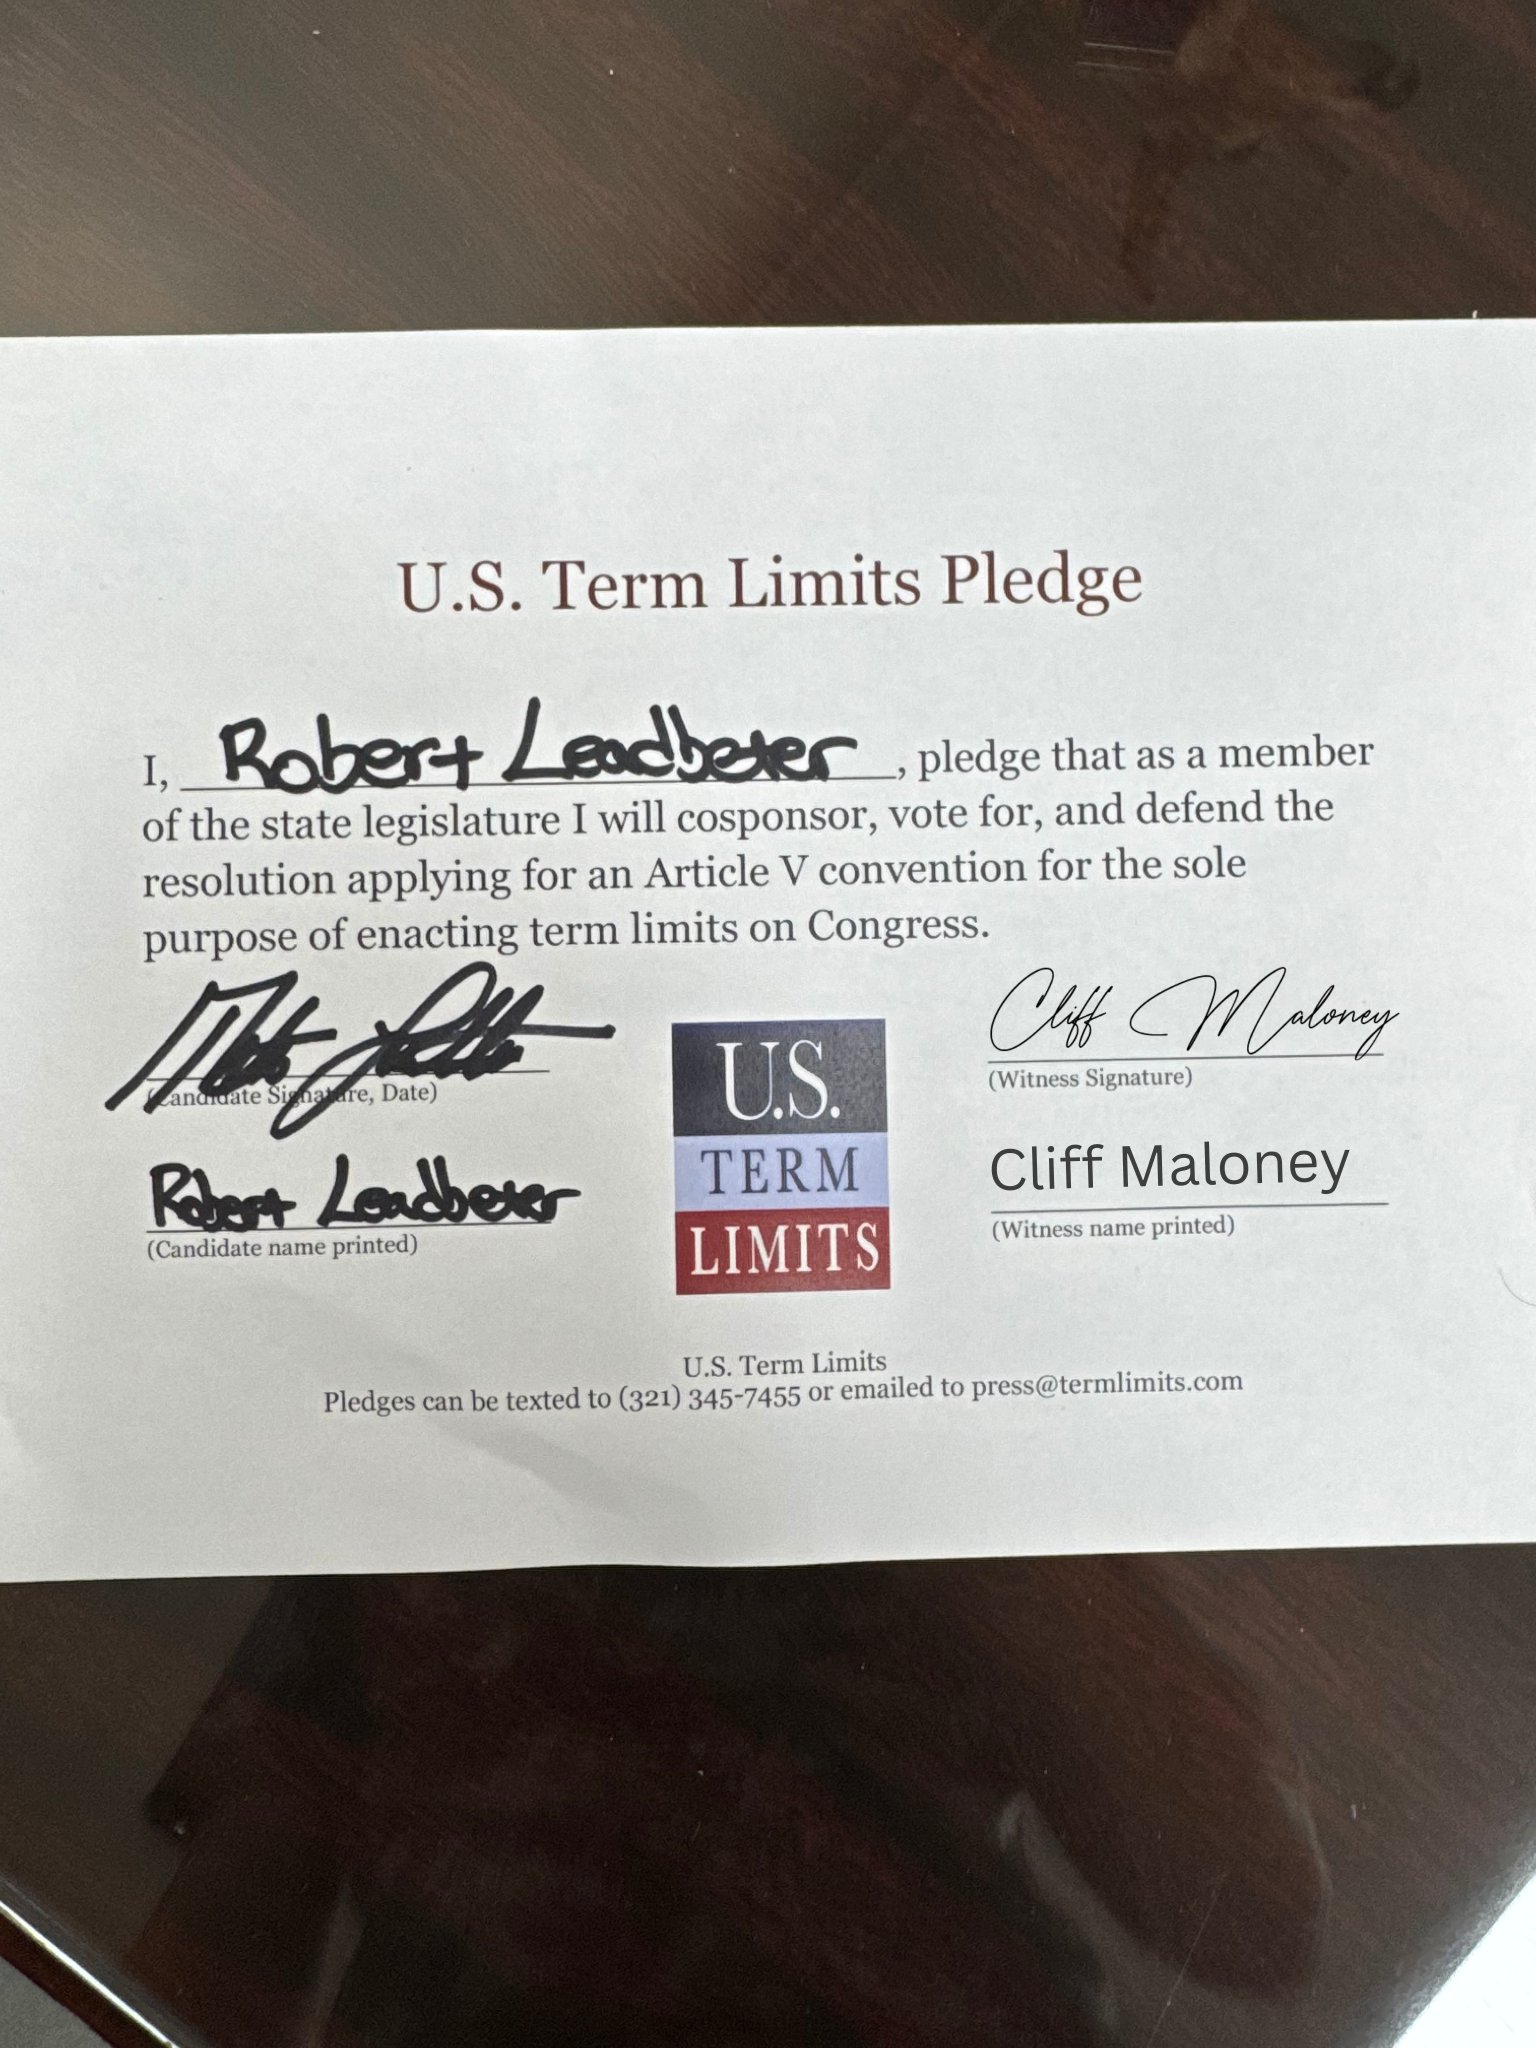 U.S. Term Limits Pledge
I, Robert Leadbeter, pledge that as a member
of the state legislature I will cosponsor, vote for, and defend the
resolution applying for an Article V convention for the sole
purpose of enacting term limits on Congress.
(Candidate Signature, Date)
Robert Leadbeter
(Candidate name printed)
U.S.
TERM
LIMITS
Cliff Maloney
(Witness Signature)
Cliff Maloney
(Witness name printed)
U.S. Term Limits
Pledges can be texted to (321) 345-7455 or emailed to press@termlimits.com